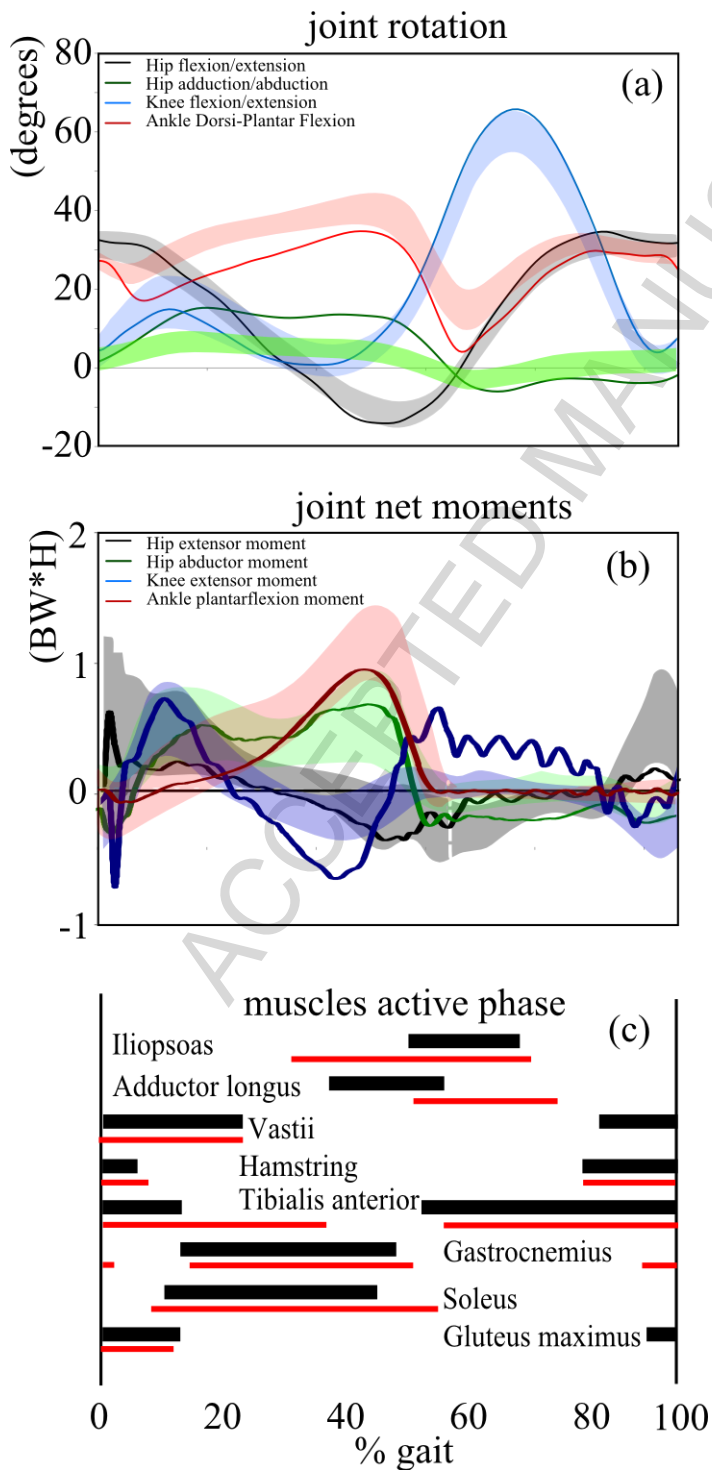 joint rotation
80
60
40
20
0
-20
(degrees)
Hip flexion/extension
Hip adduction/abduction
Knee flexion/extension
Ankle Dorsi-Plantar Flexion
(a)
joint net moments
2
1
0
-1
(BW*H)
Hip extensor moment
Hip abductor moment
Knee extensor moment
Ankle plantarflexion moment
(b)
ACCEPTED MANUS
muscles active phase
(c)
Iliopsoas
Adductor longus
Vastii
Hamstring
Tibialis anterior
Gastrocnemius
Soleus
Gluteus maximus
0 20 40 60 80 100
% gait